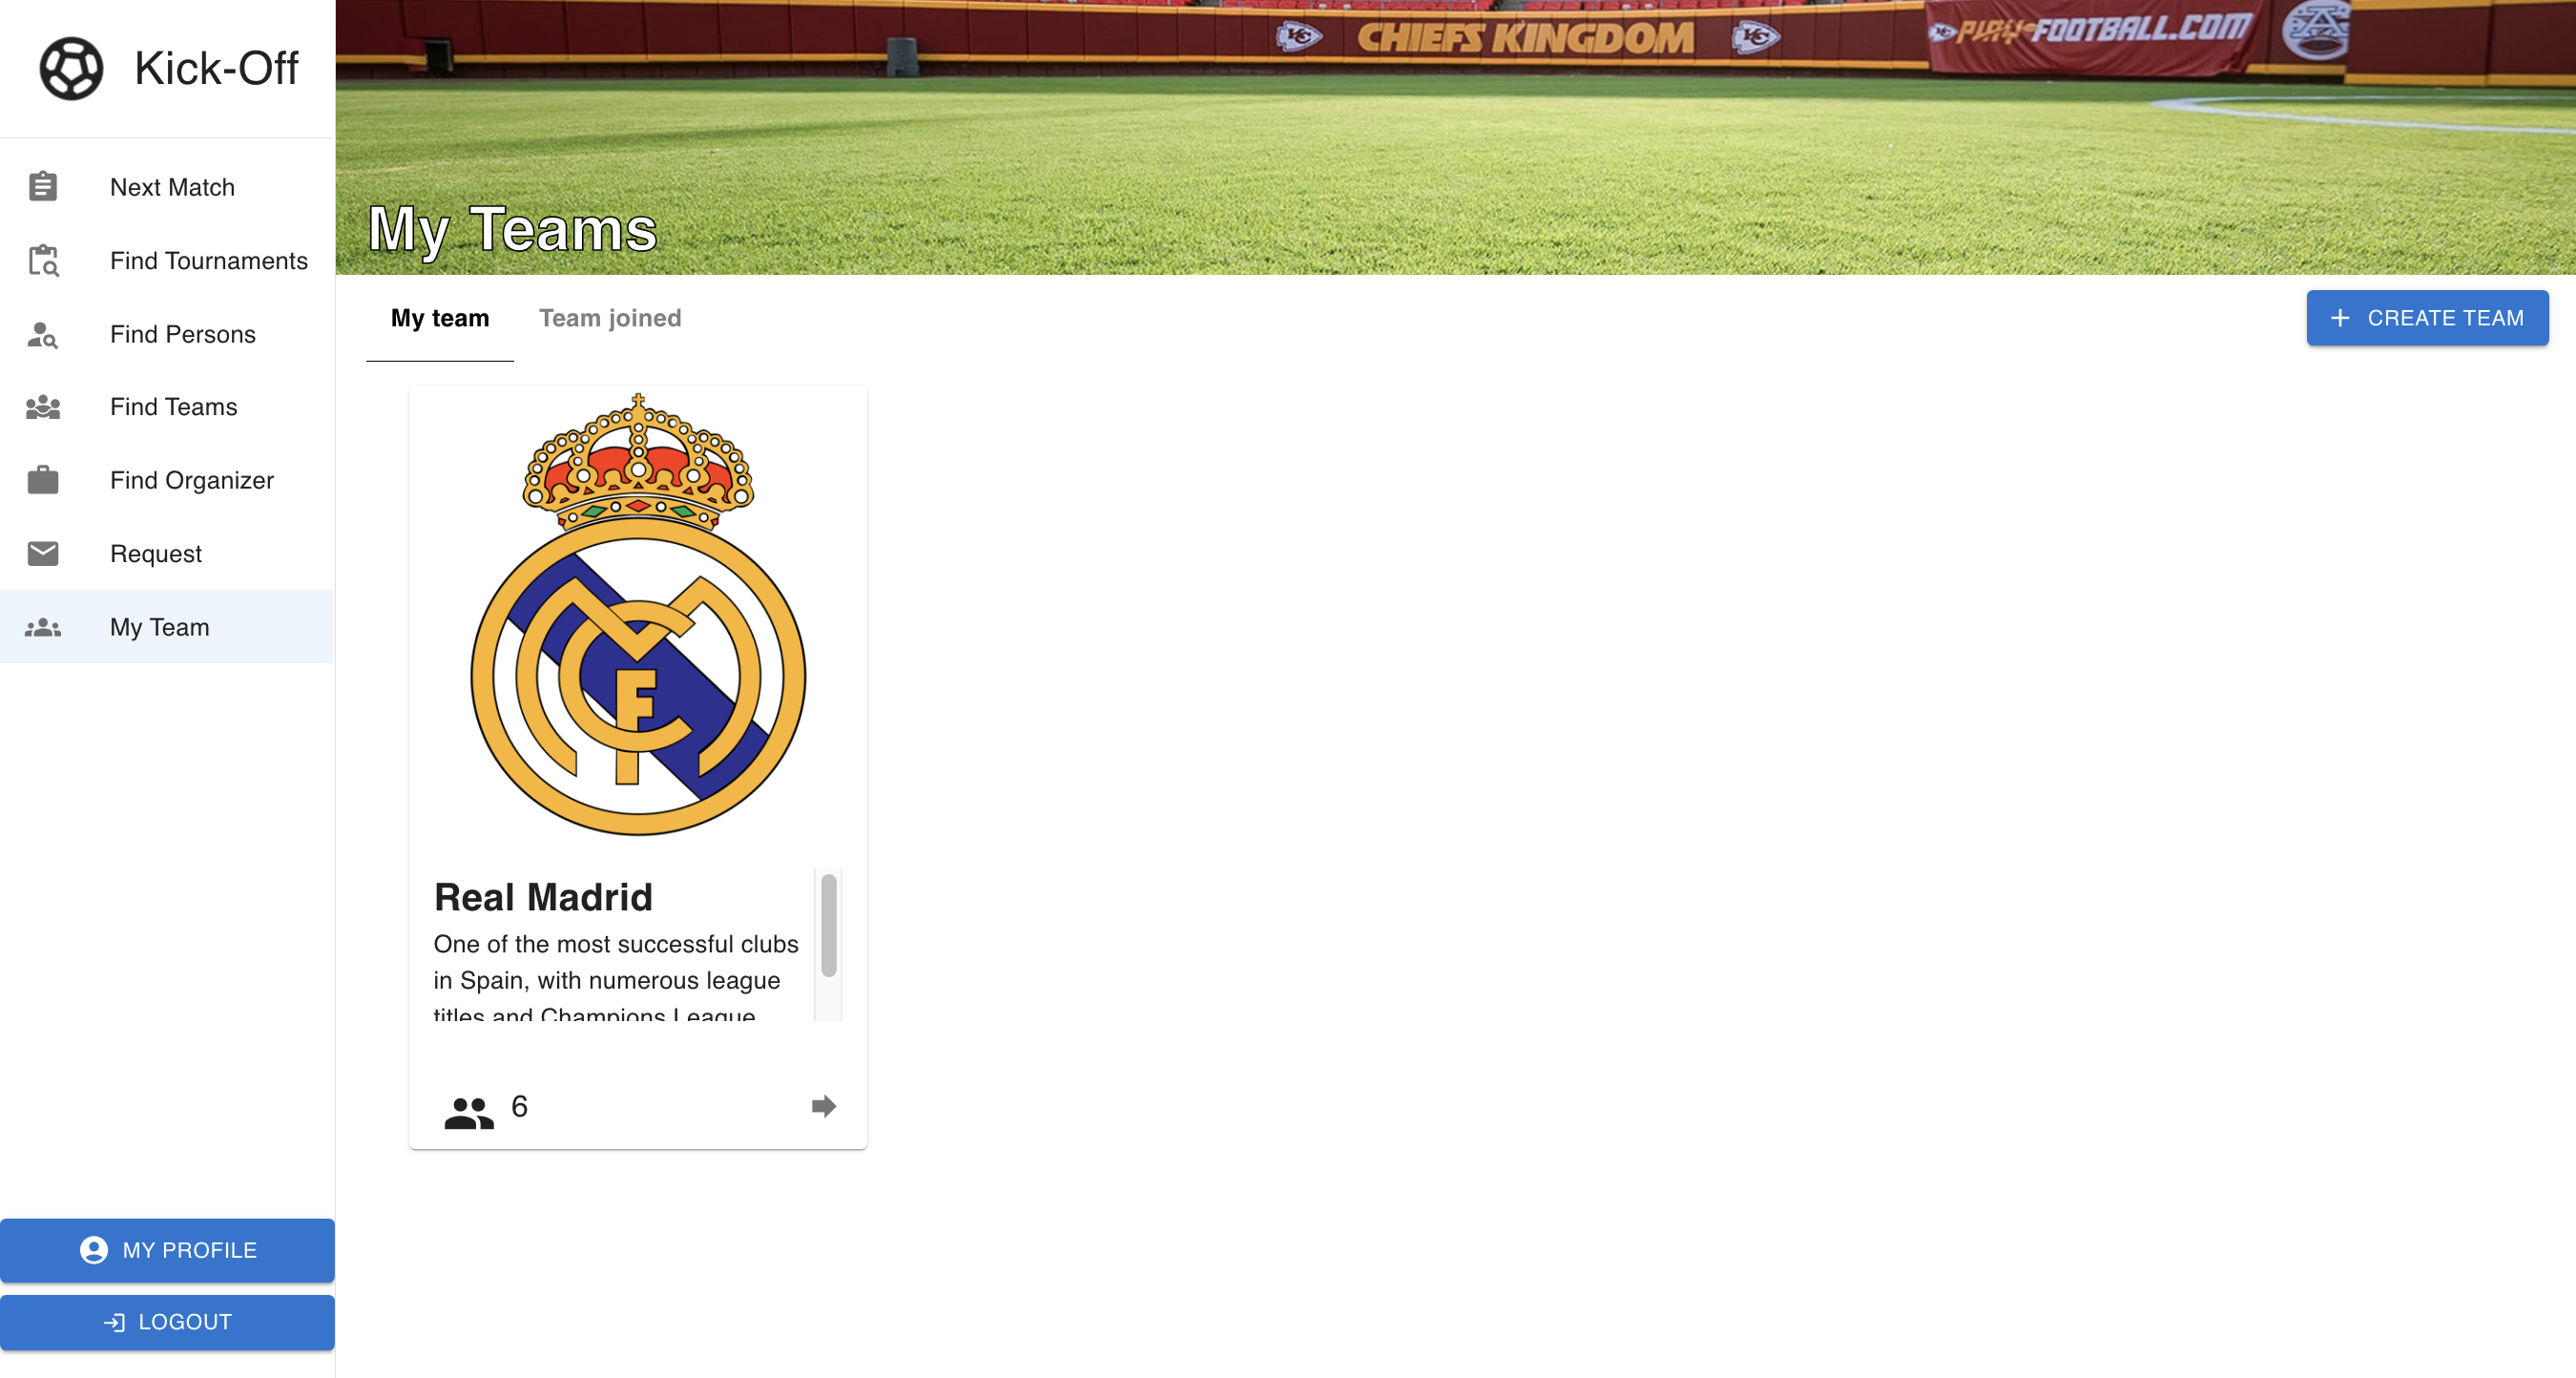 Kick-Off
Next Match
Find Tournaments
Find Persons
Find Teams
Find Organizer
Request
My Team
MY PROFILE
LOGOUT
CHIEFS KINGDOM
PLAY FOOTBALL.COM
My Teams
My team
Team joined
CREATE TEAM
Real Madrid
One of the most successful clubs
in Spain, with numerous league
titles and Champions League
6